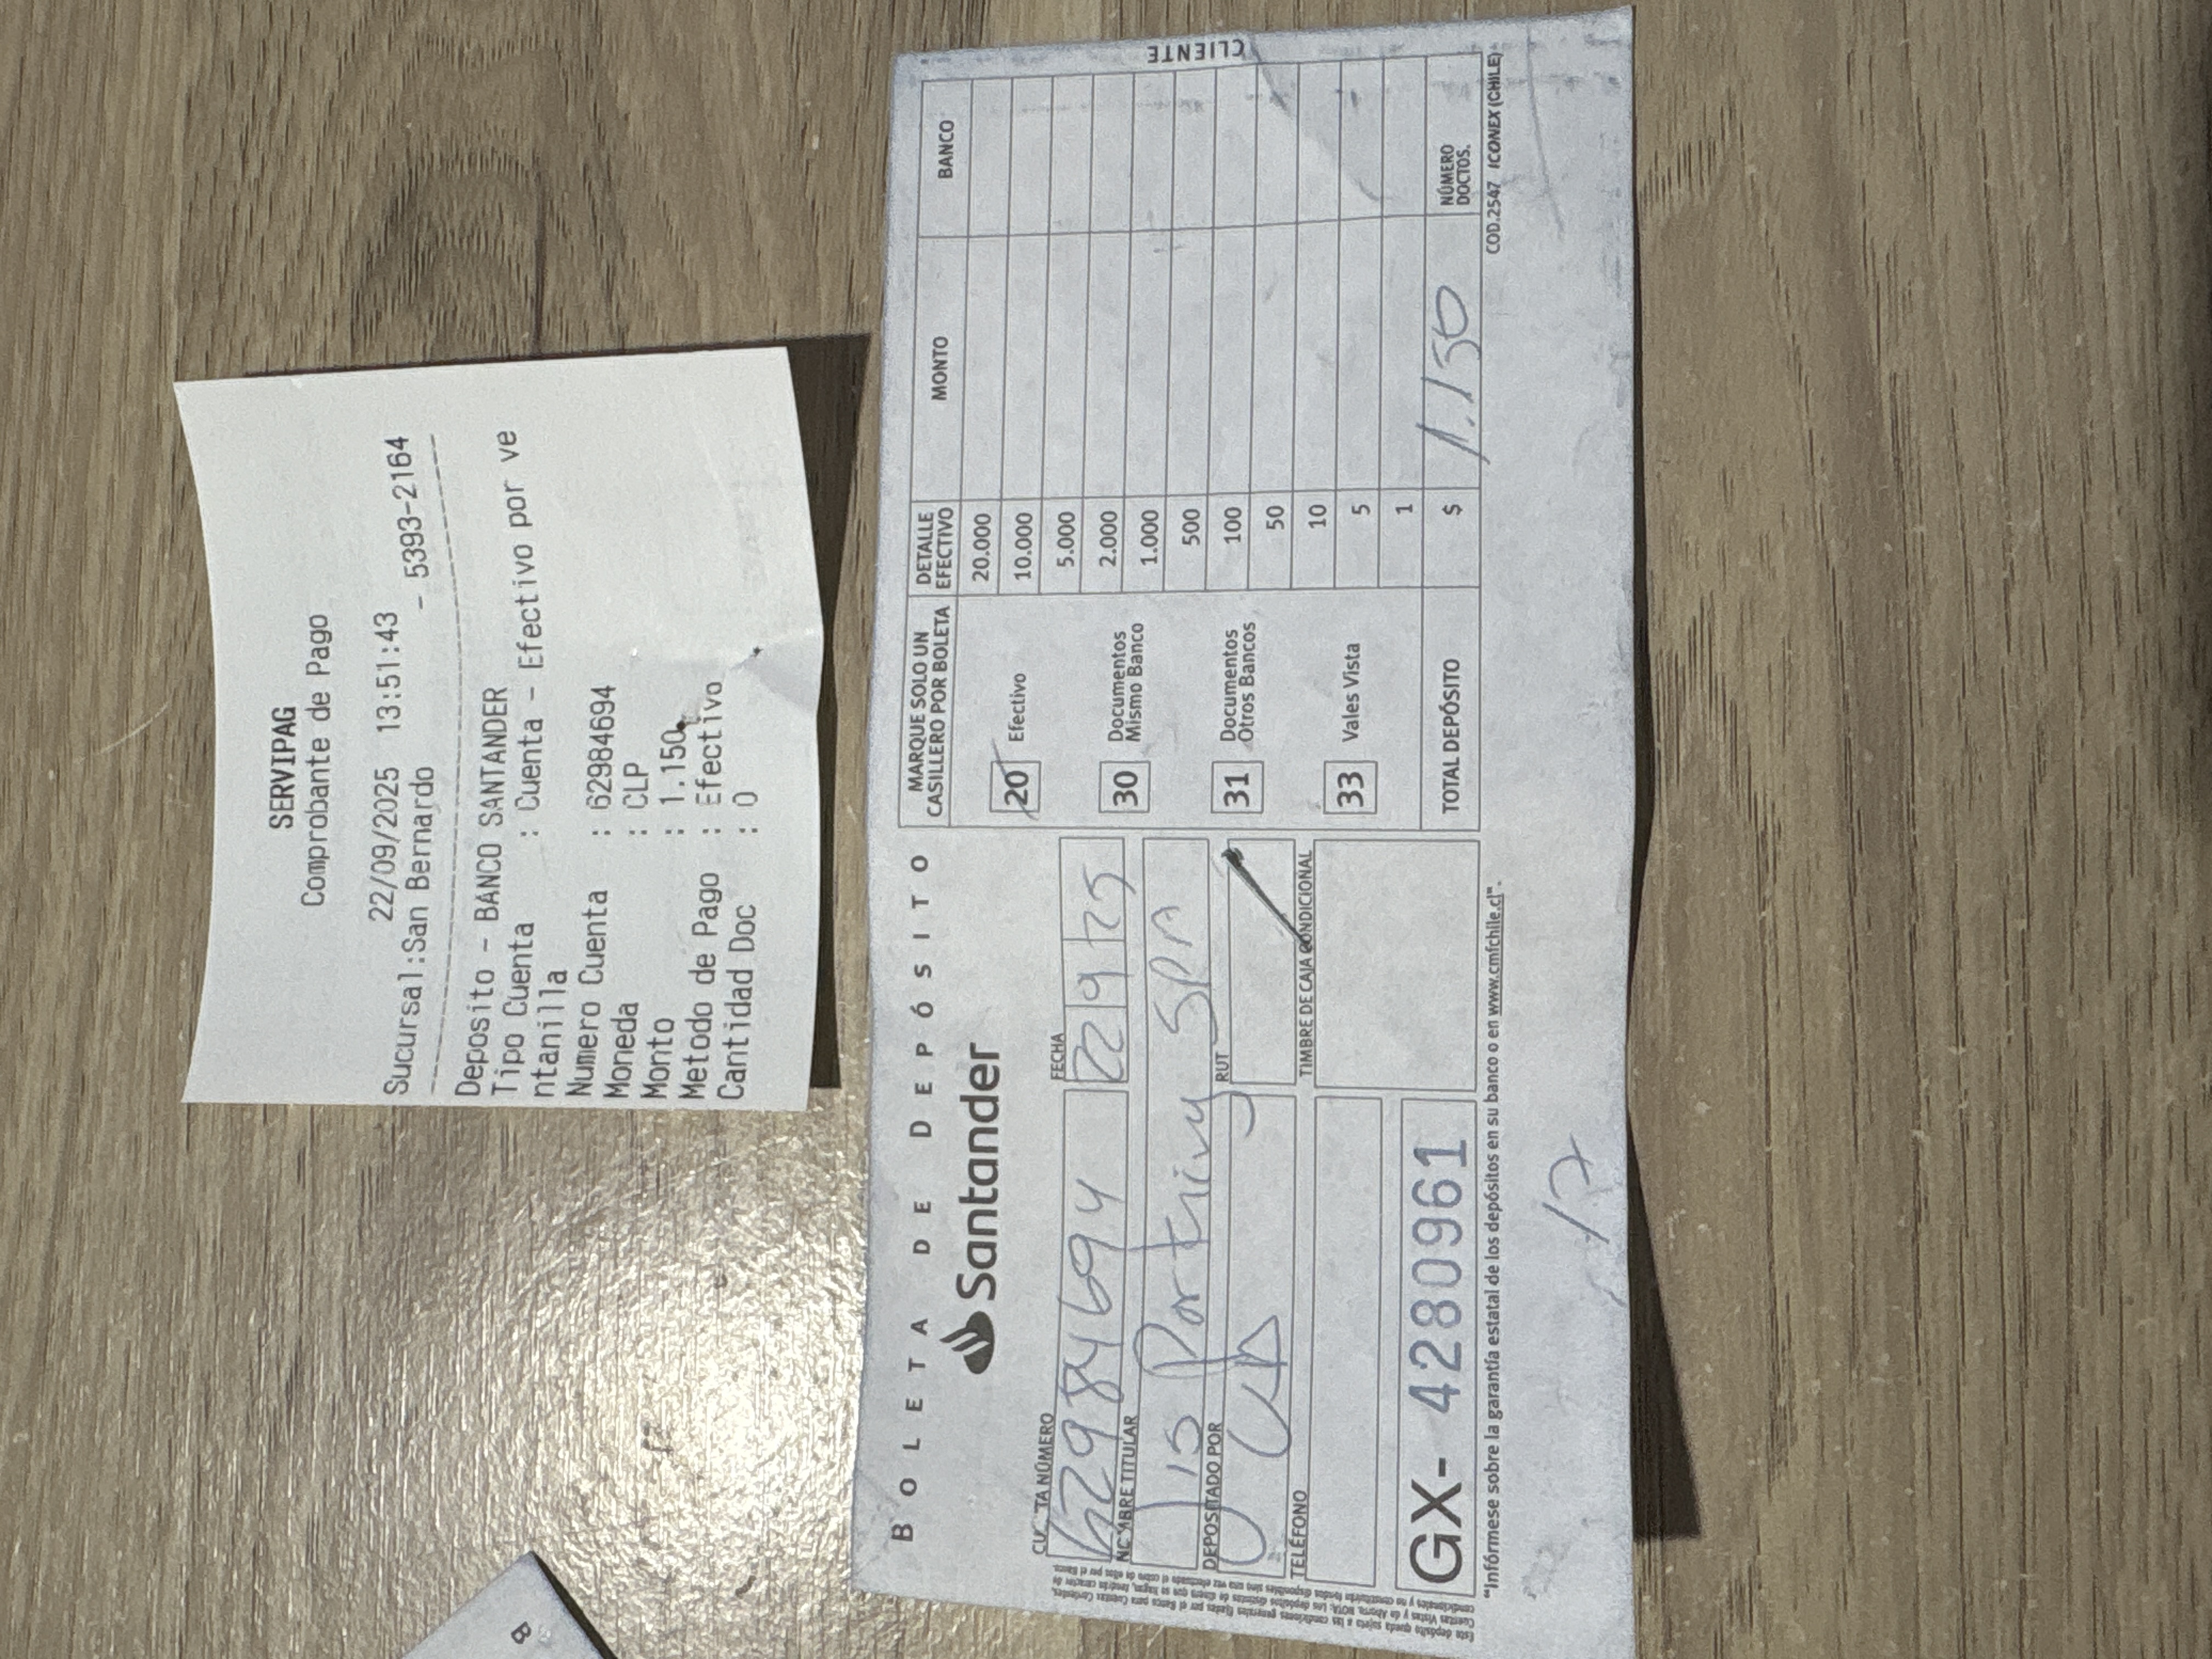 SERVIPAG
Comprobante de Pago
22/09/2025 13:51:43
Sucursal:San Bernardo - 5393-2164
Deposito - BANCO SANTANDER
Tipo Cuenta : Cuenta - Efectivo por ve
ntanilla
Numero Cuenta : 62984694
Moneda : CLP
Monto : 1.150
Metodo de Pago : Efectivo
Cantidad Doc : 0
BOLETA DE DEPÓSITO
Santander
FECHA
22 9 25
62984694
NOMBRE TITULAR
SPA
DEPOSITADO POR
RUT
TELÉFONO
TIMBRE DE CAJA CONDICIONAL
GX- 4280961
"Infórmese sobre la garantía estatal de los depósitos en su banco o en www.cmfchile.cl".
MARQUE SOLO UN
CASILLERO POR BOLETA
20 Efectivo
30 Documentos
Mismo Banco
31 Documentos
Otros Bancos
33 Vales Vista
TOTAL DEPÓSITO
DETALLE
EFECTIVO
MONTO
BANCO
20.000
10.000
5.000
2.000
1.000
500
100
50
10
5
1
$ 1.150
NÚMERO
DOCTOS.
COD.2547 ICONEX (CHILE)
CLIENTE
17
B